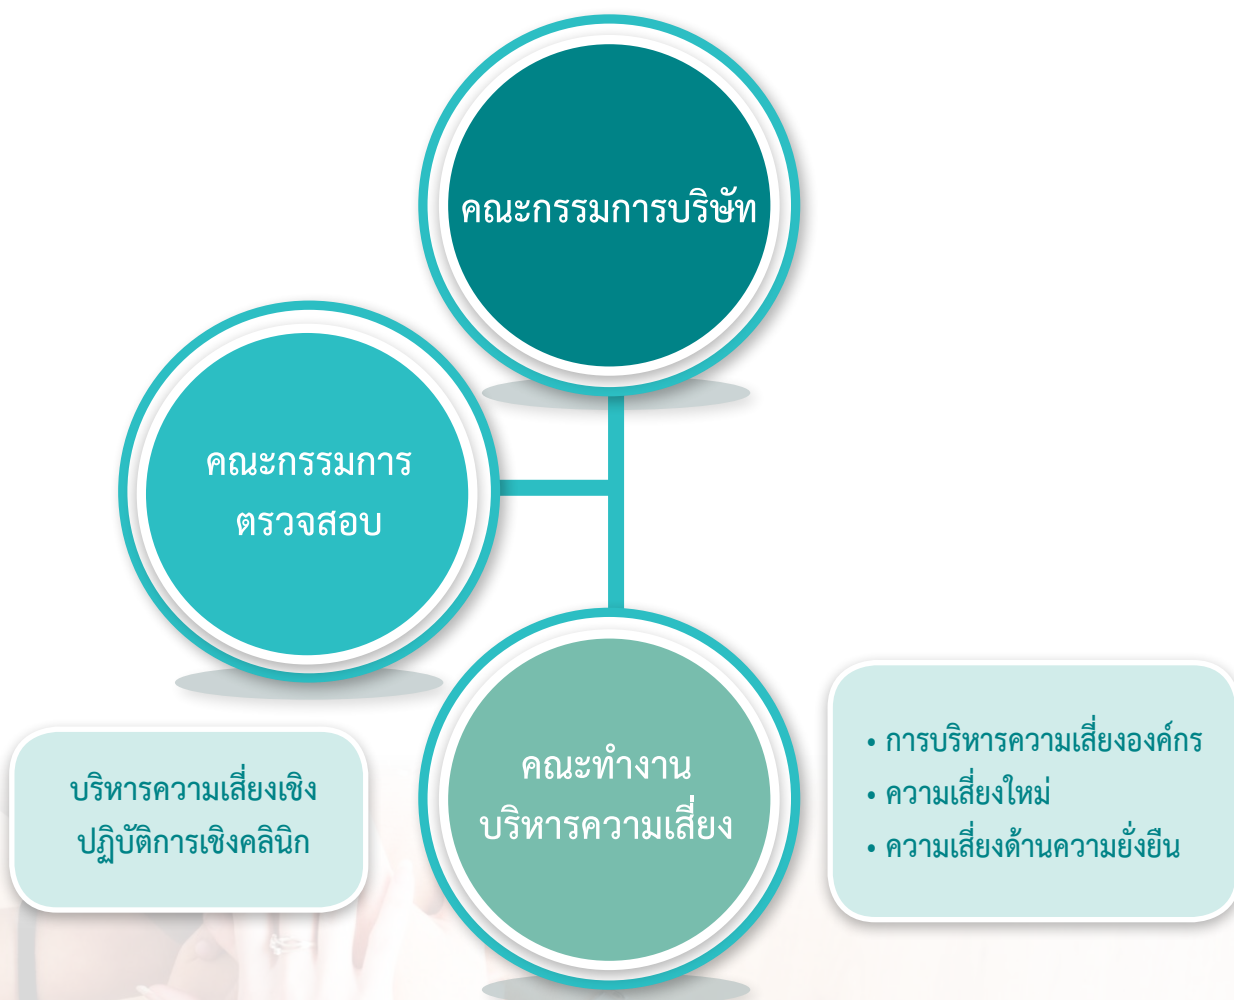 คณะกรรมการบริษัท
คณะกรรมการ
ตรวจสอบ
คณะทำงาน
บริหารความเสี่ยง
บริหารความเสี่ยงเชิง
ปฏิบัติการเชิงคลินิก
• การบริหารความเสี่ยงองค์กร
• ความเสี่ยงใหม่
• ความเสี่ยงด้านความยั่งยืน